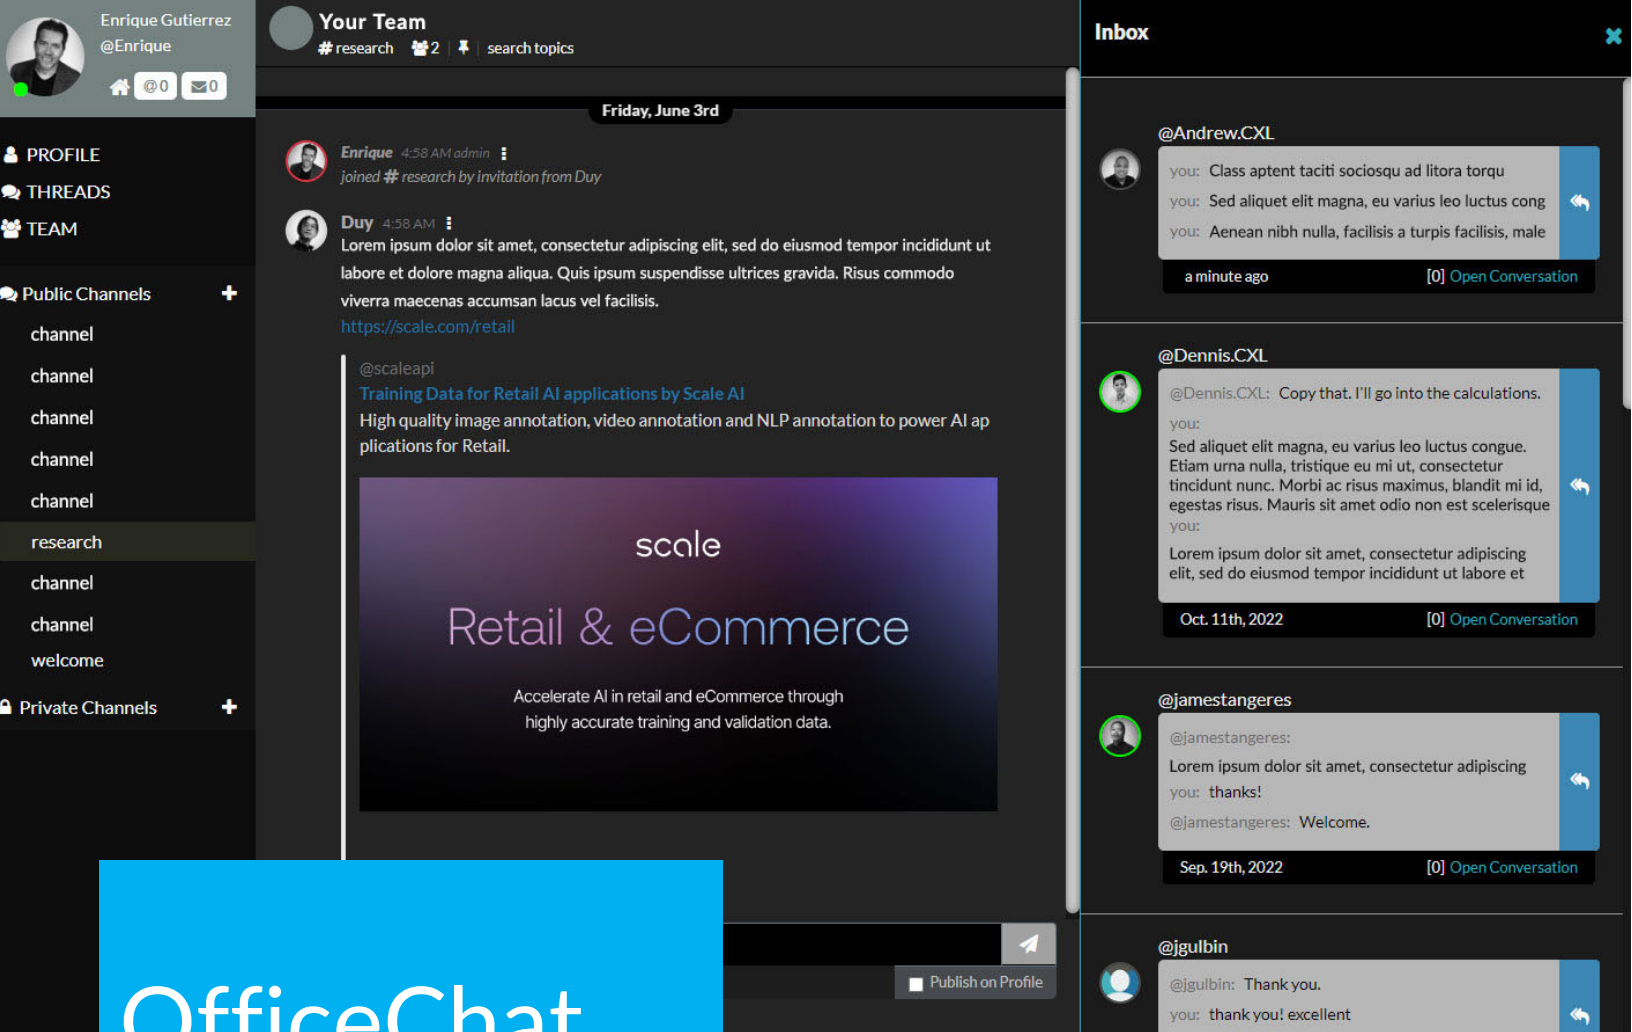 Enrique Gutierrez
@Enrique
@0
0
PROFILE
THREADS
TEAM
Public Channels
channel
channel
channel
channel
channel
research
channel
channel
welcome
Private Channels
Your Team
# research 2 search topics
Friday, June 3rd
Enrique 4:58 AM admin
joined # research by invitation from Duy
Duy 4:58 AM
Lorem ipsum dolor sit amet, consectetur adipiscing elit, sed do eiusmod tempor incididunt ut
labore et dolore magna aliqua. Quis ipsum suspendisse ultrices gravida. Risus commodo
viverra maecenas accumsan lacus vel facilisis.
https://scale.com/retail
@scaleapi
Training Data for Retail AI applications by Scale AI
High quality image annotation, video annotation and NLP annotation to power AI ap
plications for Retail.
scale
Retail & eCommerce
Accelerate AI in retail and eCommerce through
highly accurate training and validation data.
Publish on Profile
OfficeChat
Inbox
@Andrew.CXL
you: Class aptent taciti sociosqu ad litora torqu
you: Sed aliquet elit magna, eu varius leo luctus cong
you: Aenean nibh nulla, facilisis a turpis facilisis, male
a minute ago [0] Open Conversation
@Dennis.CXL
@Dennis.CXL: Copy that. I'll go into the calculations.
you:
Sed aliquet elit magna, eu varius leo luctus congue.
Etiam urna nulla, tristique eu mi ut, consectetur
tincidunt nunc. Morbi ac risus maximus, blandit mi id,
egestas risus. Mauris sit amet odio non est scelerisque
you:
Lorem ipsum dolor sit amet, consectetur adipiscing
elit, sed do eiusmod tempor incididunt ut labore et
Oct. 11th, 2022 [0] Open Conversation
@jamestangeres
@jamestangeres:
Lorem ipsum dolor sit amet, consectetur adipiscing
you: thanks!
@jamestangeres: Welcome.
Sep. 19th, 2022 [0] Open Conversation
@jgulbin
@jgulbin: Thank you.
you: thank you! excellent